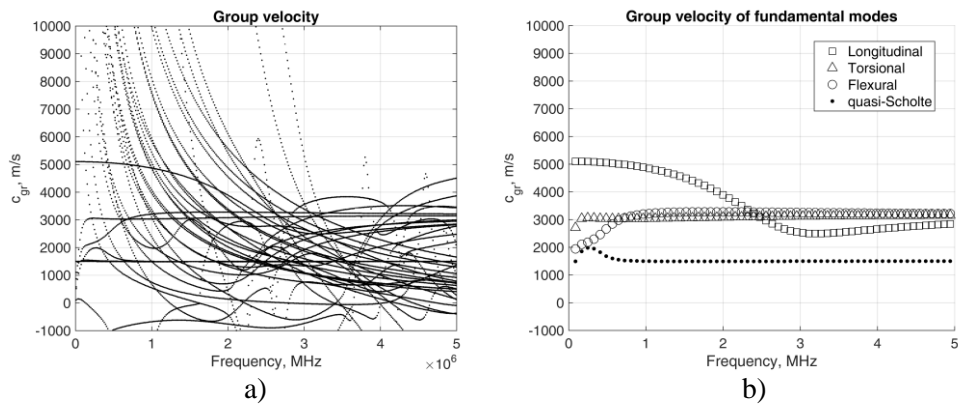 Group velocity
10000
9000
8000
7000
6000
5000
4000
3000
2000
1000
0
-1000
c_gr, m/s
0 1 2 3 4 5
Frequency, MHz
×10^6
a)
Group velocity of fundamental modes
10000
9000
8000
7000
6000
5000
4000
3000
2000
1000
0
-1000
c_gr, m/s
Longitudinal
Torsional
Flexural
quasi-Scholte
0 1 2 3 4 5
Frequency, MHz
b)